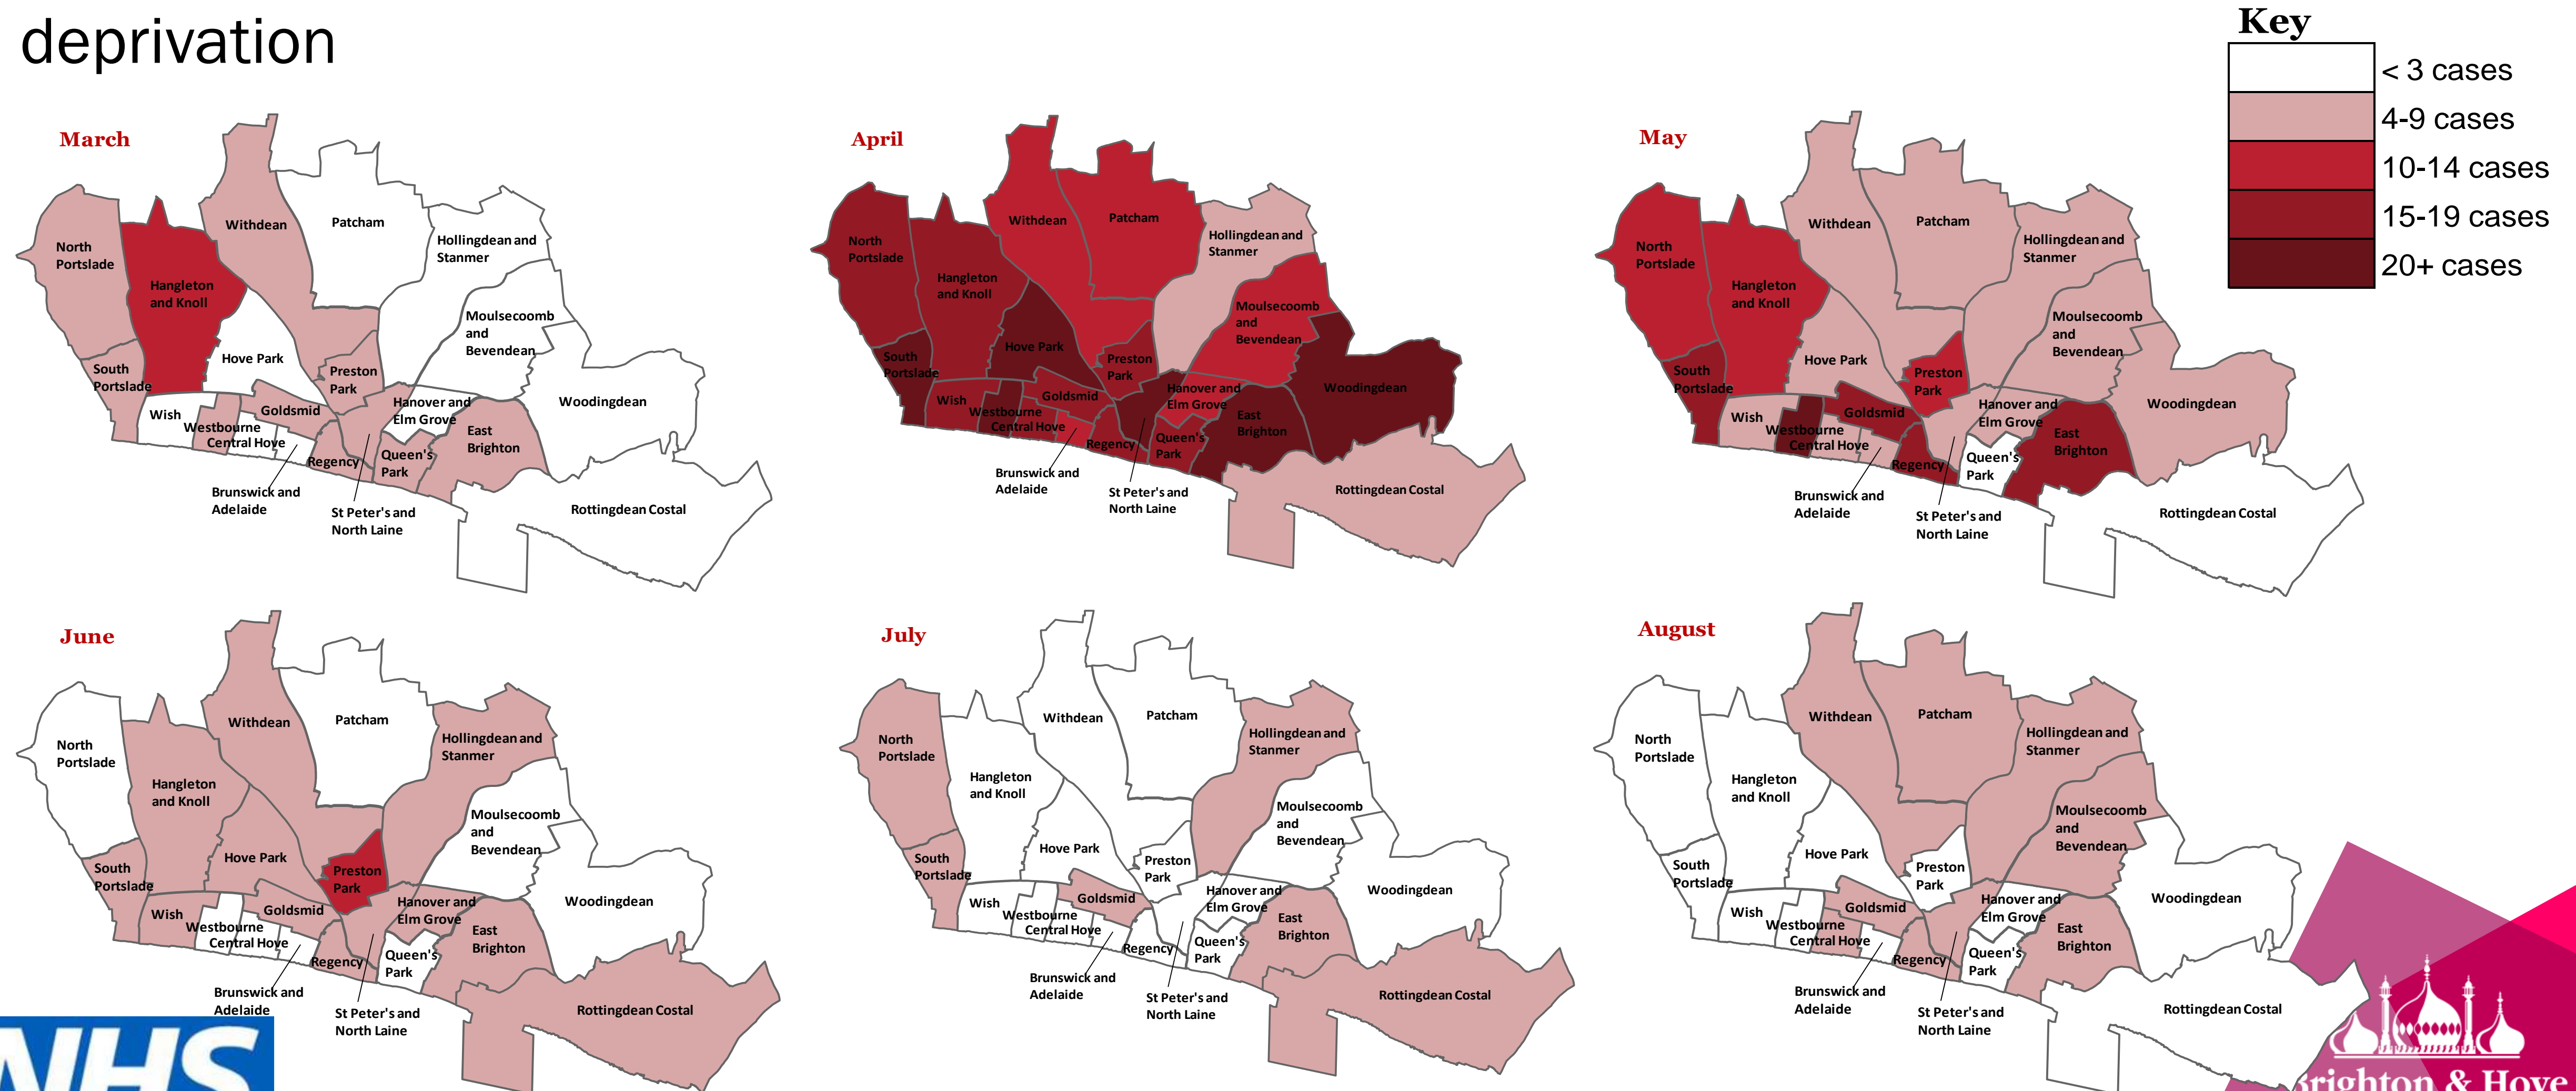 deprivation
Key
< 3 cases
4-9 cases
10-14 cases
15-19 cases
20+ cases
March
North
Portslade
Hangleton
and Knoll
Withdean
Patcham
Hollingdean and
Stanmer
Moulsecoomb
and
Bevendean
Hove Park
South
Portslade
Preston
Park
Wish
Westbourne
Central Hove
Goldsmid
Hanover and
Elm Grove
Woodingdean
East
Brighton
Regency
Queen's
Park
Brunswick and
Adelaide
St Peter's and
North Laine
Rottingdean Costal
April
North
Portslade
Hangleton
and Knoll
Withdean
Patcham
Hollingdean and
Stanmer
Moulsecoomb
and
Bevendean
Hove Park
South
Portslade
Preston
Park
Wish
Westbourne
Central Hove
Goldsmid
Hanover and
Elm Grove
Woodingdean
East
Brighton
Regency
Queen's
Park
Brunswick and
Adelaide
St Peter's and
North Laine
Rottingdean Costal
May
North
Portslade
Hangleton
and Knoll
Withdean
Patcham
Hollingdean and
Stanmer
Moulsecoomb
and
Bevendean
Hove Park
South
Portslade
Preston
Park
Wish
Westbourne
Central Hove
Goldsmid
Hanover and
Elm Grove
Woodingdean
East
Brighton
Regency
Queen's
Park
Brunswick and
Adelaide
St Peter's and
North Laine
Rottingdean Costal
June
North
Portslade
Hangleton
and Knoll
Withdean
Patcham
Hollingdean and
Stanmer
Moulsecoomb
and
Bevendean
Hove Park
South
Portslade
Preston
Park
Wish
Westbourne
Central Hove
Goldsmid
Hanover and
Elm Grove
Woodingdean
East
Brighton
Regency
Queen's
Park
Brunswick and
Adelaide
St Peter's and
North Laine
Rottingdean Costal
July
North
Portslade
Hangleton
and Knoll
Withdean
Patcham
Hollingdean and
Stanmer
Moulsecoomb
and
Bevendean
Hove Park
South
Portslade
Preston
Park
Wish
Westbourne
Central Hove
Goldsmid
Hanover and
Elm Grove
Woodingdean
East
Brighton
Regency
Queen's
Park
Brunswick and
Adelaide
St Peter's and
North Laine
Rottingdean Costal
August
North
Portslade
Hangleton
and Knoll
Withdean
Patcham
Hollingdean and
Stanmer
Moulsecoomb
and
Bevendean
Hove Park
South
Portslade
Preston
Park
Wish
Westbourne
Central Hove
Goldsmid
Hanover and
Elm Grove
Woodingdean
East
Brighton
Regency
Queen's
Park
Brunswick and
Adelaide
St Peter's and
North Laine
Rottingdean Costal
NHS
Brighton & Hove